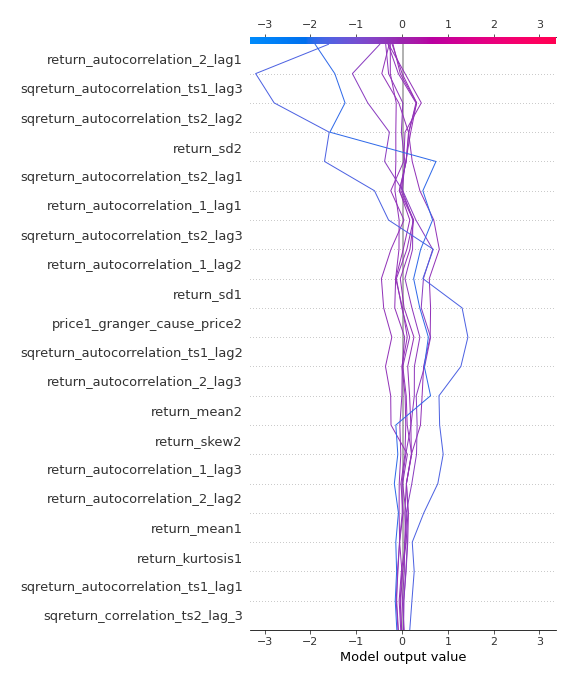 −3 −2 −1 0 1 2 3
return_autocorrelation_2_lag1
sqreturn_autocorrelation_ts1_lag3
sqreturn_autocorrelation_ts2_lag2
return_sd2
sqreturn_autocorrelation_ts2_lag1
return_autocorrelation_1_lag1
sqreturn_autocorrelation_ts2_lag3
return_autocorrelation_1_lag2
return_sd1
price1_granger_cause_price2
sqreturn_autocorrelation_ts1_lag2
return_autocorrelation_2_lag3
return_mean2
return_skew2
return_autocorrelation_1_lag3
return_autocorrelation_2_lag2
return_mean1
return_kurtosis1
sqreturn_autocorrelation_ts1_lag1
sqreturn_correlation_ts2_lag_3
−3 −2 −1 0 1 2 3
Model output value